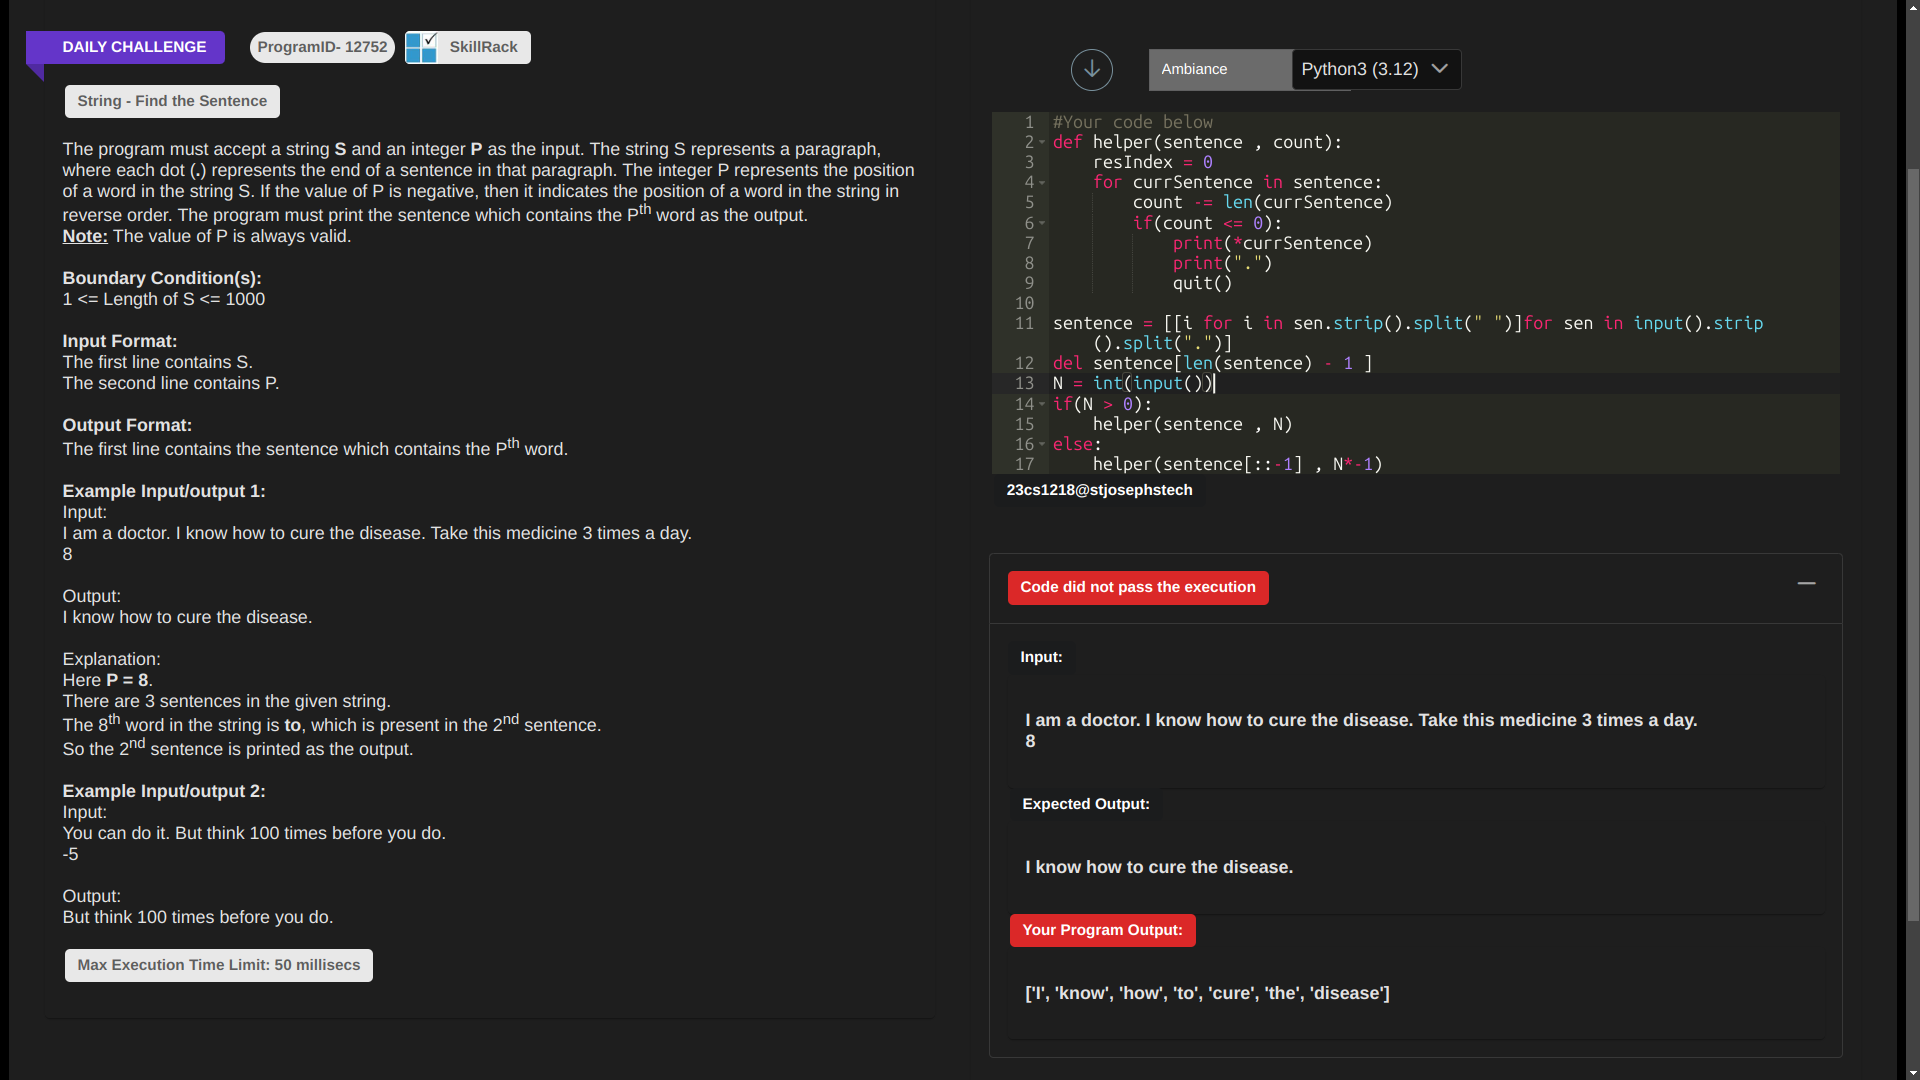 DAILY CHALLENGE
ProgramID- 12752
SkillRack
String - Find the Sentence
The program must accept a string S and an integer P as the input. The string S represents a paragraph,
where each dot (.) represents the end of a sentence in that paragraph. The integer P represents the position
of a word in the string S. If the value of P is negative, then it indicates the position of a word in the string in
reverse order. The program must print the sentence which contains the Pth word as the output.
Note: The value of P is always valid.
Boundary Condition(s):
1 <= Length of S <= 1000
Input Format:
The first line contains S.
The second line contains P.
Output Format:
The first line contains the sentence which contains the Pth word.
Example Input/output 1:
Input:
I am a doctor. I know how to cure the disease. Take this medicine 3 times a day.
8
Output:
I know how to cure the disease.
Explanation:
Here P = 8.
There are 3 sentences in the given string.
The 8th word in the string is to, which is present in the 2nd sentence.
So the 2nd sentence is printed as the output.
Example Input/output 2:
Input:
You can do it. But think 100 times before you do.
-5
Output:
But think 100 times before you do.
Max Execution Time Limit: 50 millisecs
Ambiance
Python3 (3.12)
1 #Your code below
2 def helper(sentence , count):
3     resIndex = 0
4     for currSentence in sentence:
5         count -= len(currSentence)
6         if(count <= 0):
7             print(*currSentence)
8             print(".")
9             quit()
10
11 sentence = [[i for i in sen.strip().split(" ")]for sen in input().strip
().split(".")]
12 del sentence[len(sentence) - 1 ]
13 N = int(input())
14 if(N > 0):
15     helper(sentence , N)
16 else:
17     helper(sentence[::-1] , N*-1)
23cs1218@stjosephstech
Code did not pass the execution
Input:
I am a doctor. I know how to cure the disease. Take this medicine 3 times a day.
8
Expected Output:
I know how to cure the disease.
Your Program Output:
['I', 'know', 'how', 'to', 'cure', 'the', 'disease']